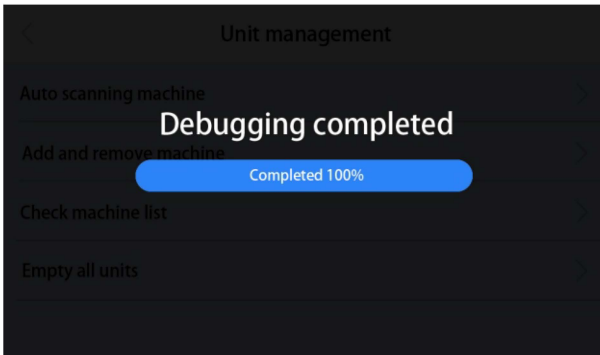 Unit management
Auto scanning machine
Debugging completed
Add and remove machine
Completed 100%
Check machine list
Empty all units